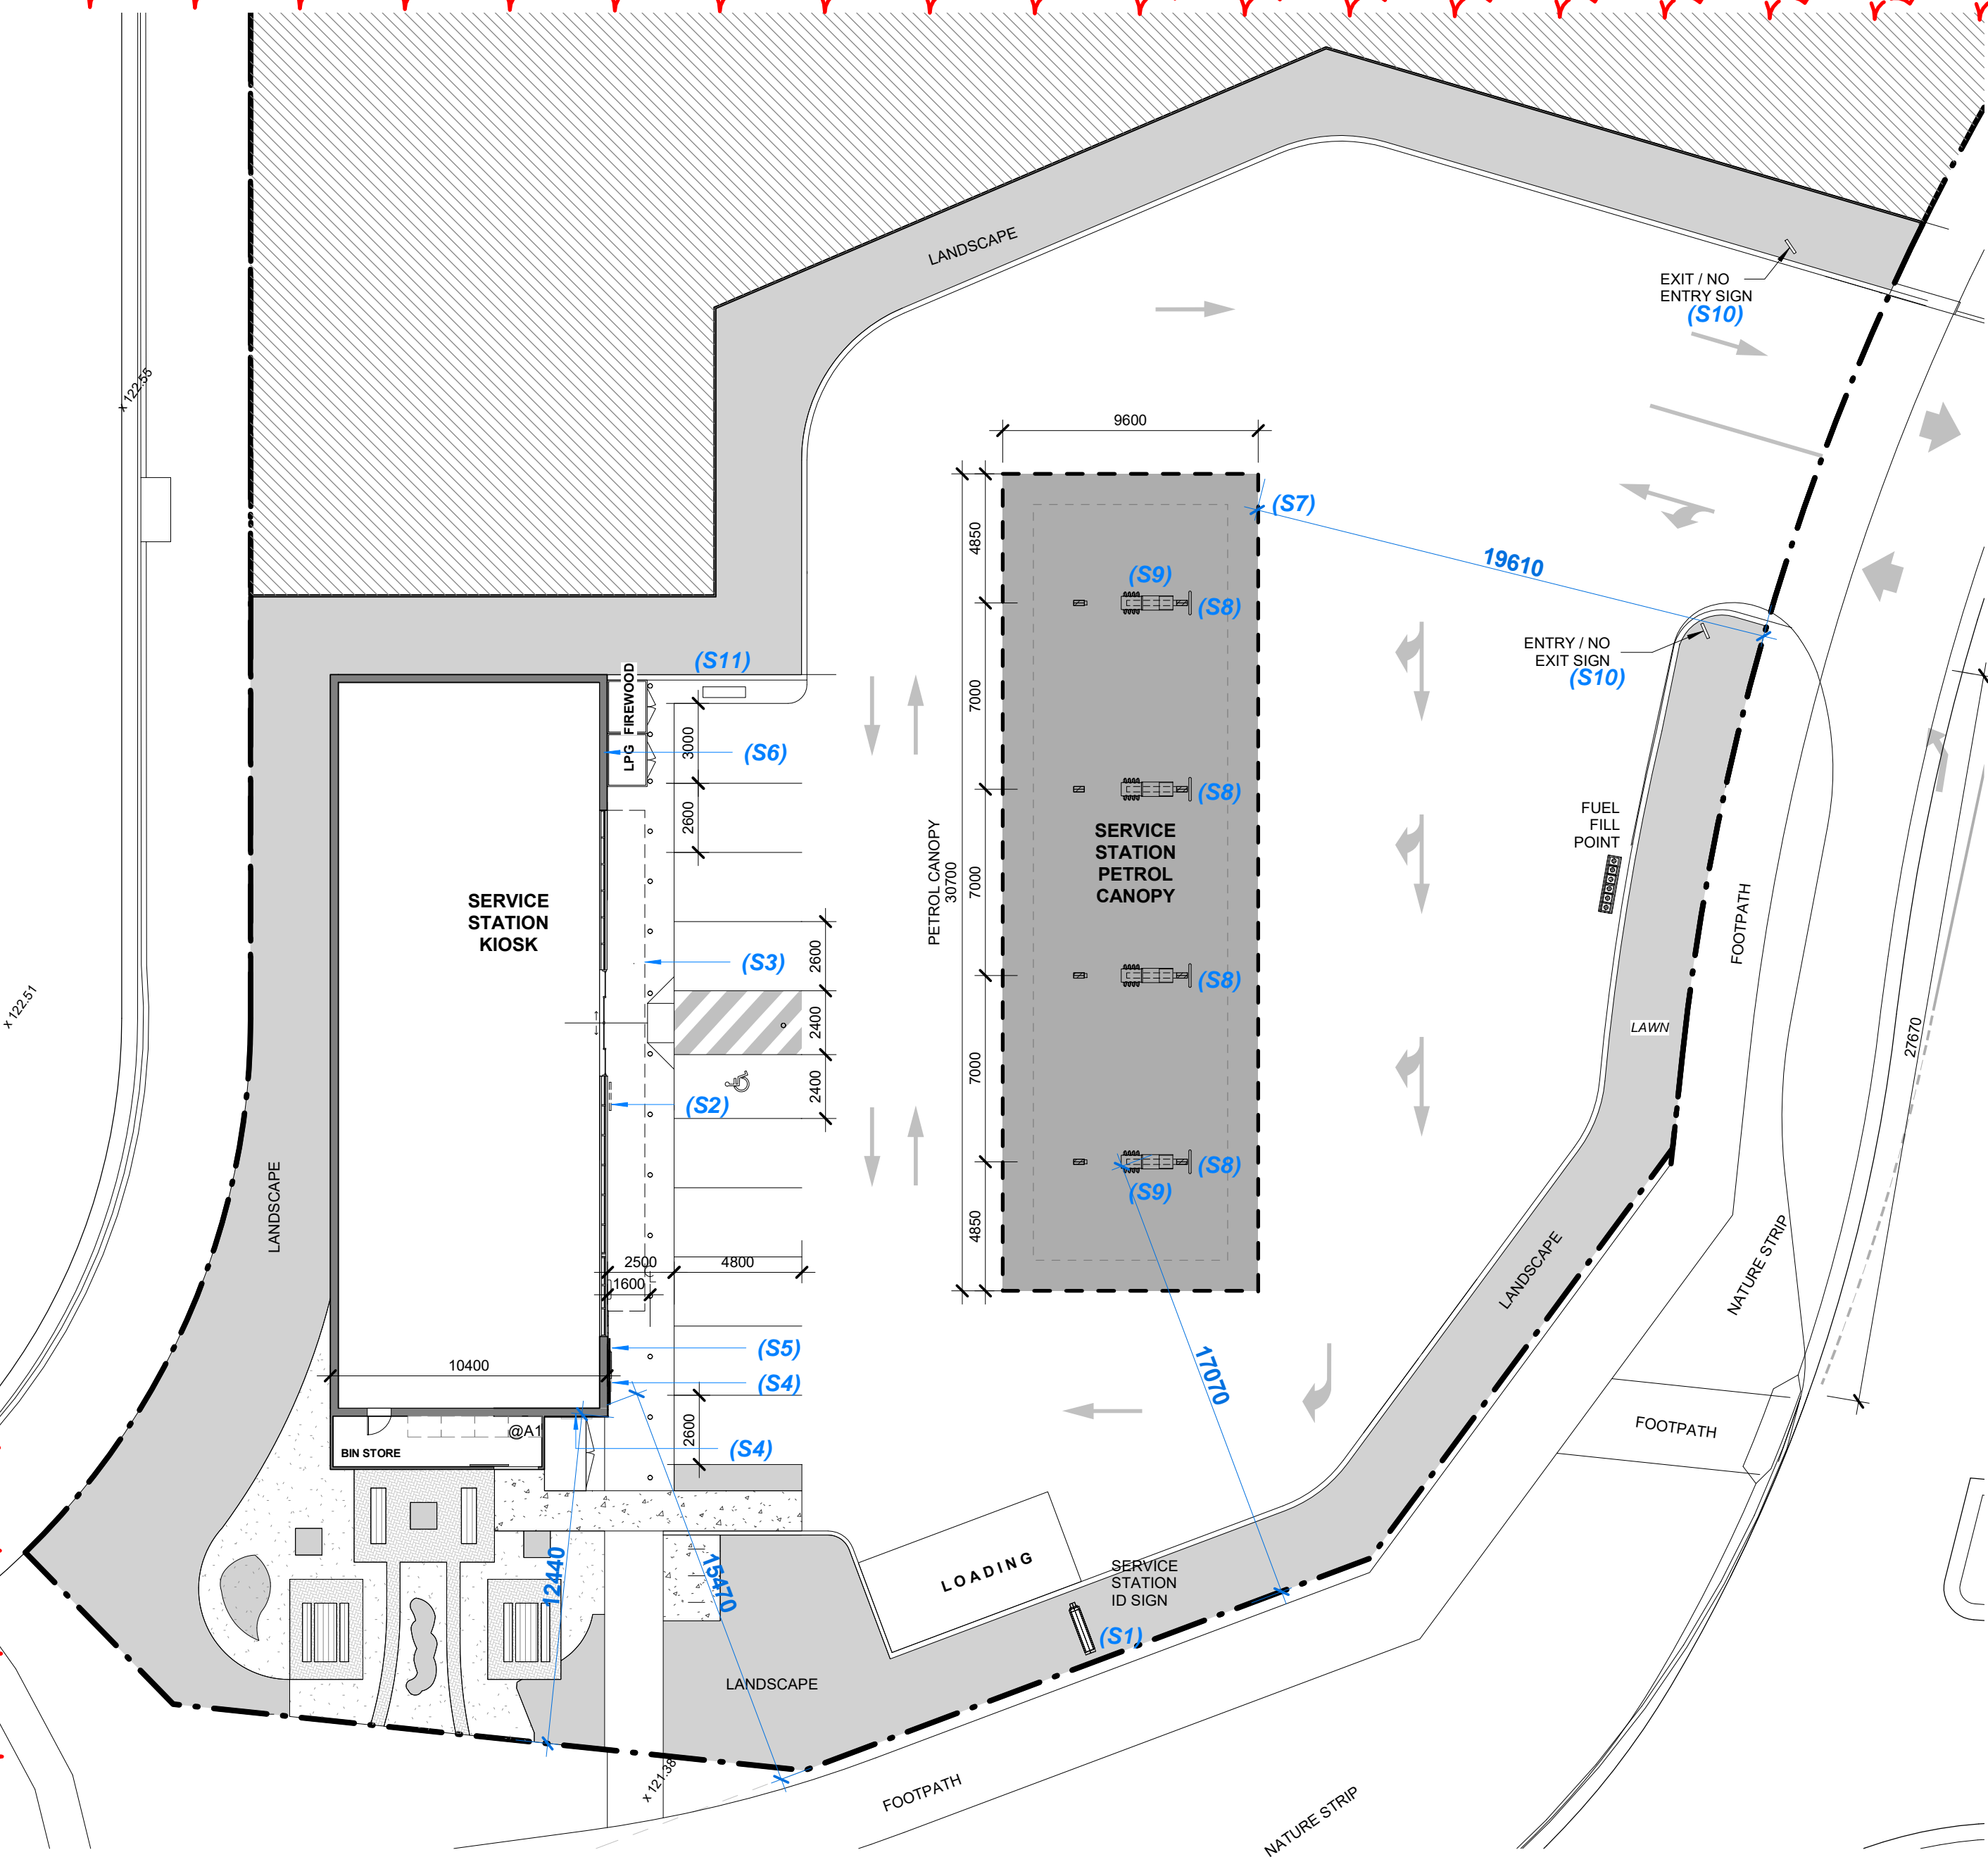 LANDSCAPE
EXIT / NO
ENTRY SIGN
(S10)
x 122.55
9600
(S7)
19610
4850
(S9)
(S8)
ENTRY / NO
EXIT SIGN
(S10)
(S11)
FIREWOOD
LPG
3000
(S6)
7000
2600
(S8)
FUEL
FILL
POINT
PETROL CANOPY
30700
SERVICE
STATION
PETROL
CANOPY
7000
SERVICE
STATION
KIOSK
FOOTPATH
2600
(S3)
(S8)
x 122.51
2400
LAWN
27670
7000
2400
(S2)
(S8)
(S9)
LANDSCAPE
4850
LANDSCAPE
NATURE STRIP
2500
4800
1600
(S5)
10400
(S4)
17070
2600
@A1
(S4)
BIN STORE
FOOTPATH
12440
15470
LOADING
SERVICE
STATION
ID SIGN
(S1)
LANDSCAPE
x 121.38
FOOTPATH
NATURE STRIP